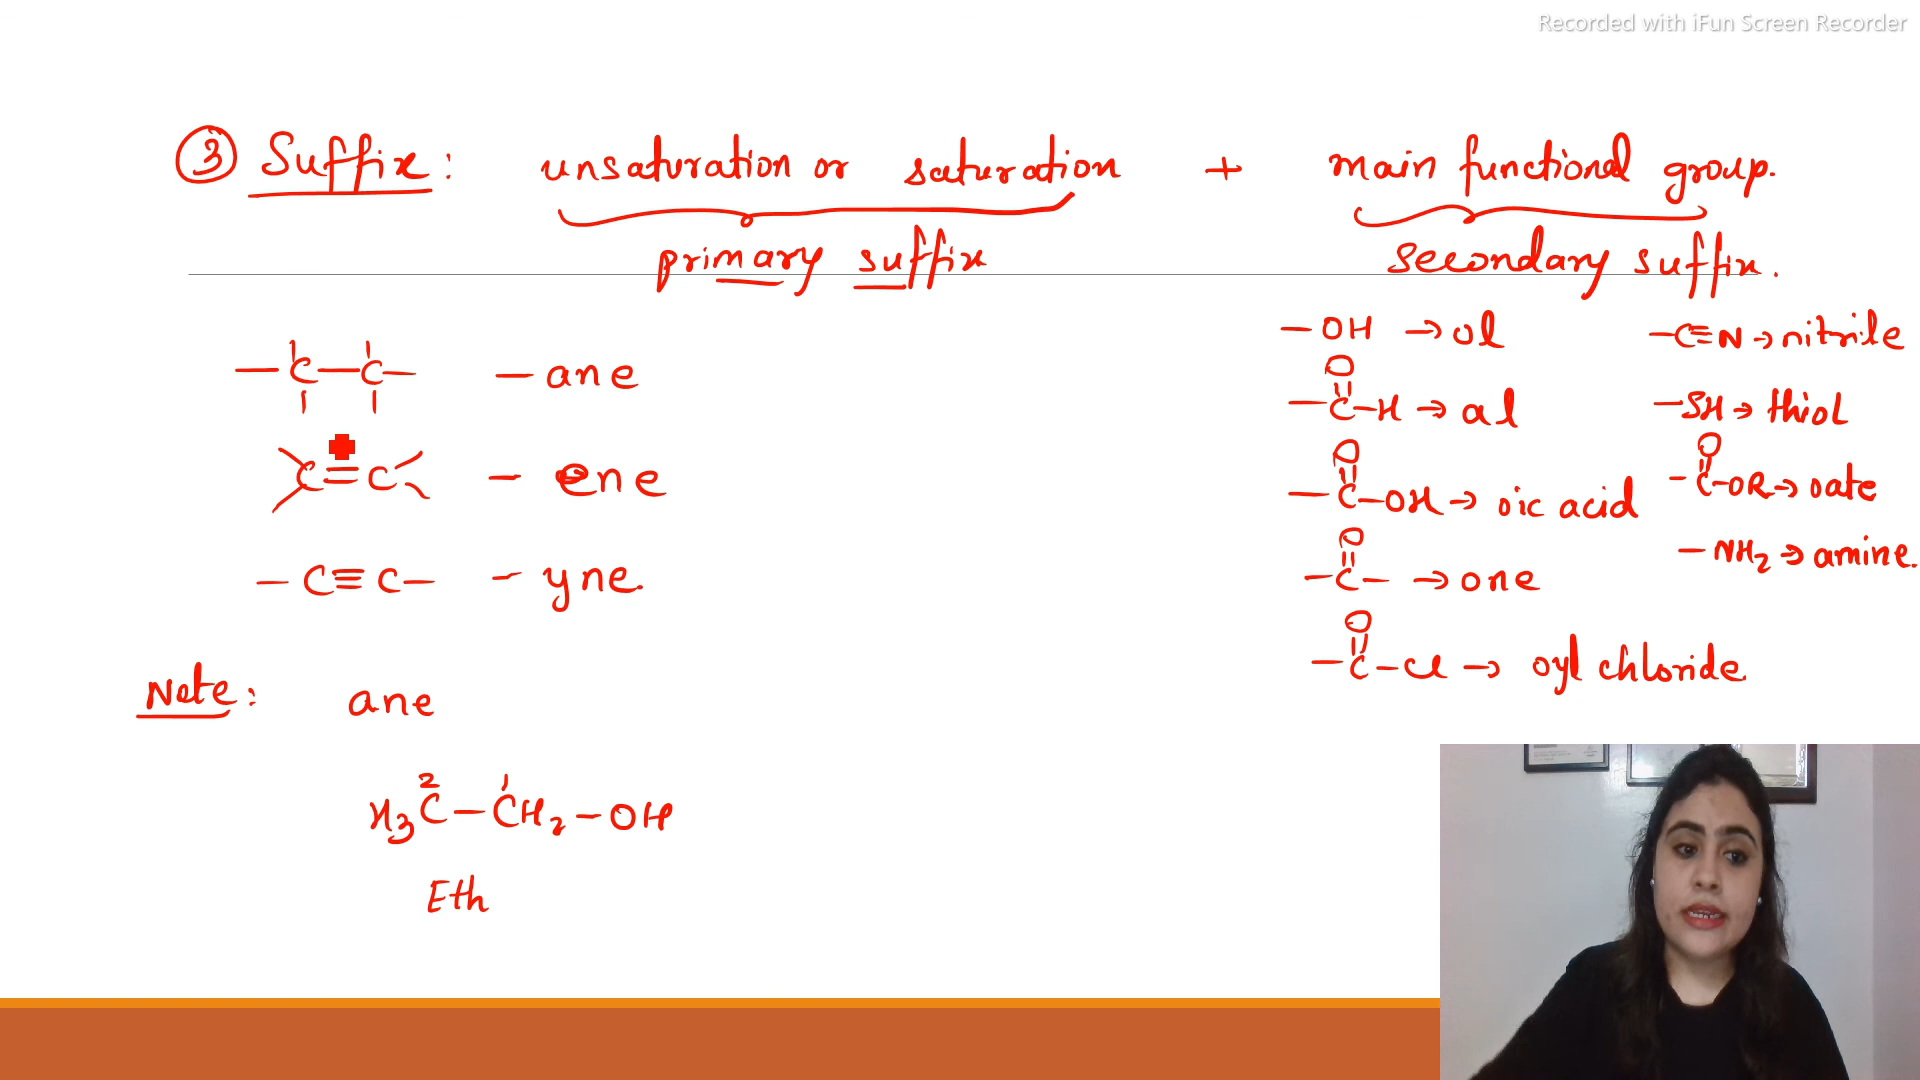 Recorded with iFun Screen Recorder
③ Suffix: unsaturation or saturation + main functional group.
primary suffix secondary suffix.
—C—C— — ane
C=C — ene
—C≡C— — yne.
—OH → ol
O
—C—H → al
O
—C—OH → oic acid
O
—C— → one
O
—C—Cl → oyl chloride
—C≡N → nitrile
—SH → thiol
O
—C—OR → oate
—NH₂ → amine.
Note: ane
2 1
H₃C—CH₂—OH
Eth